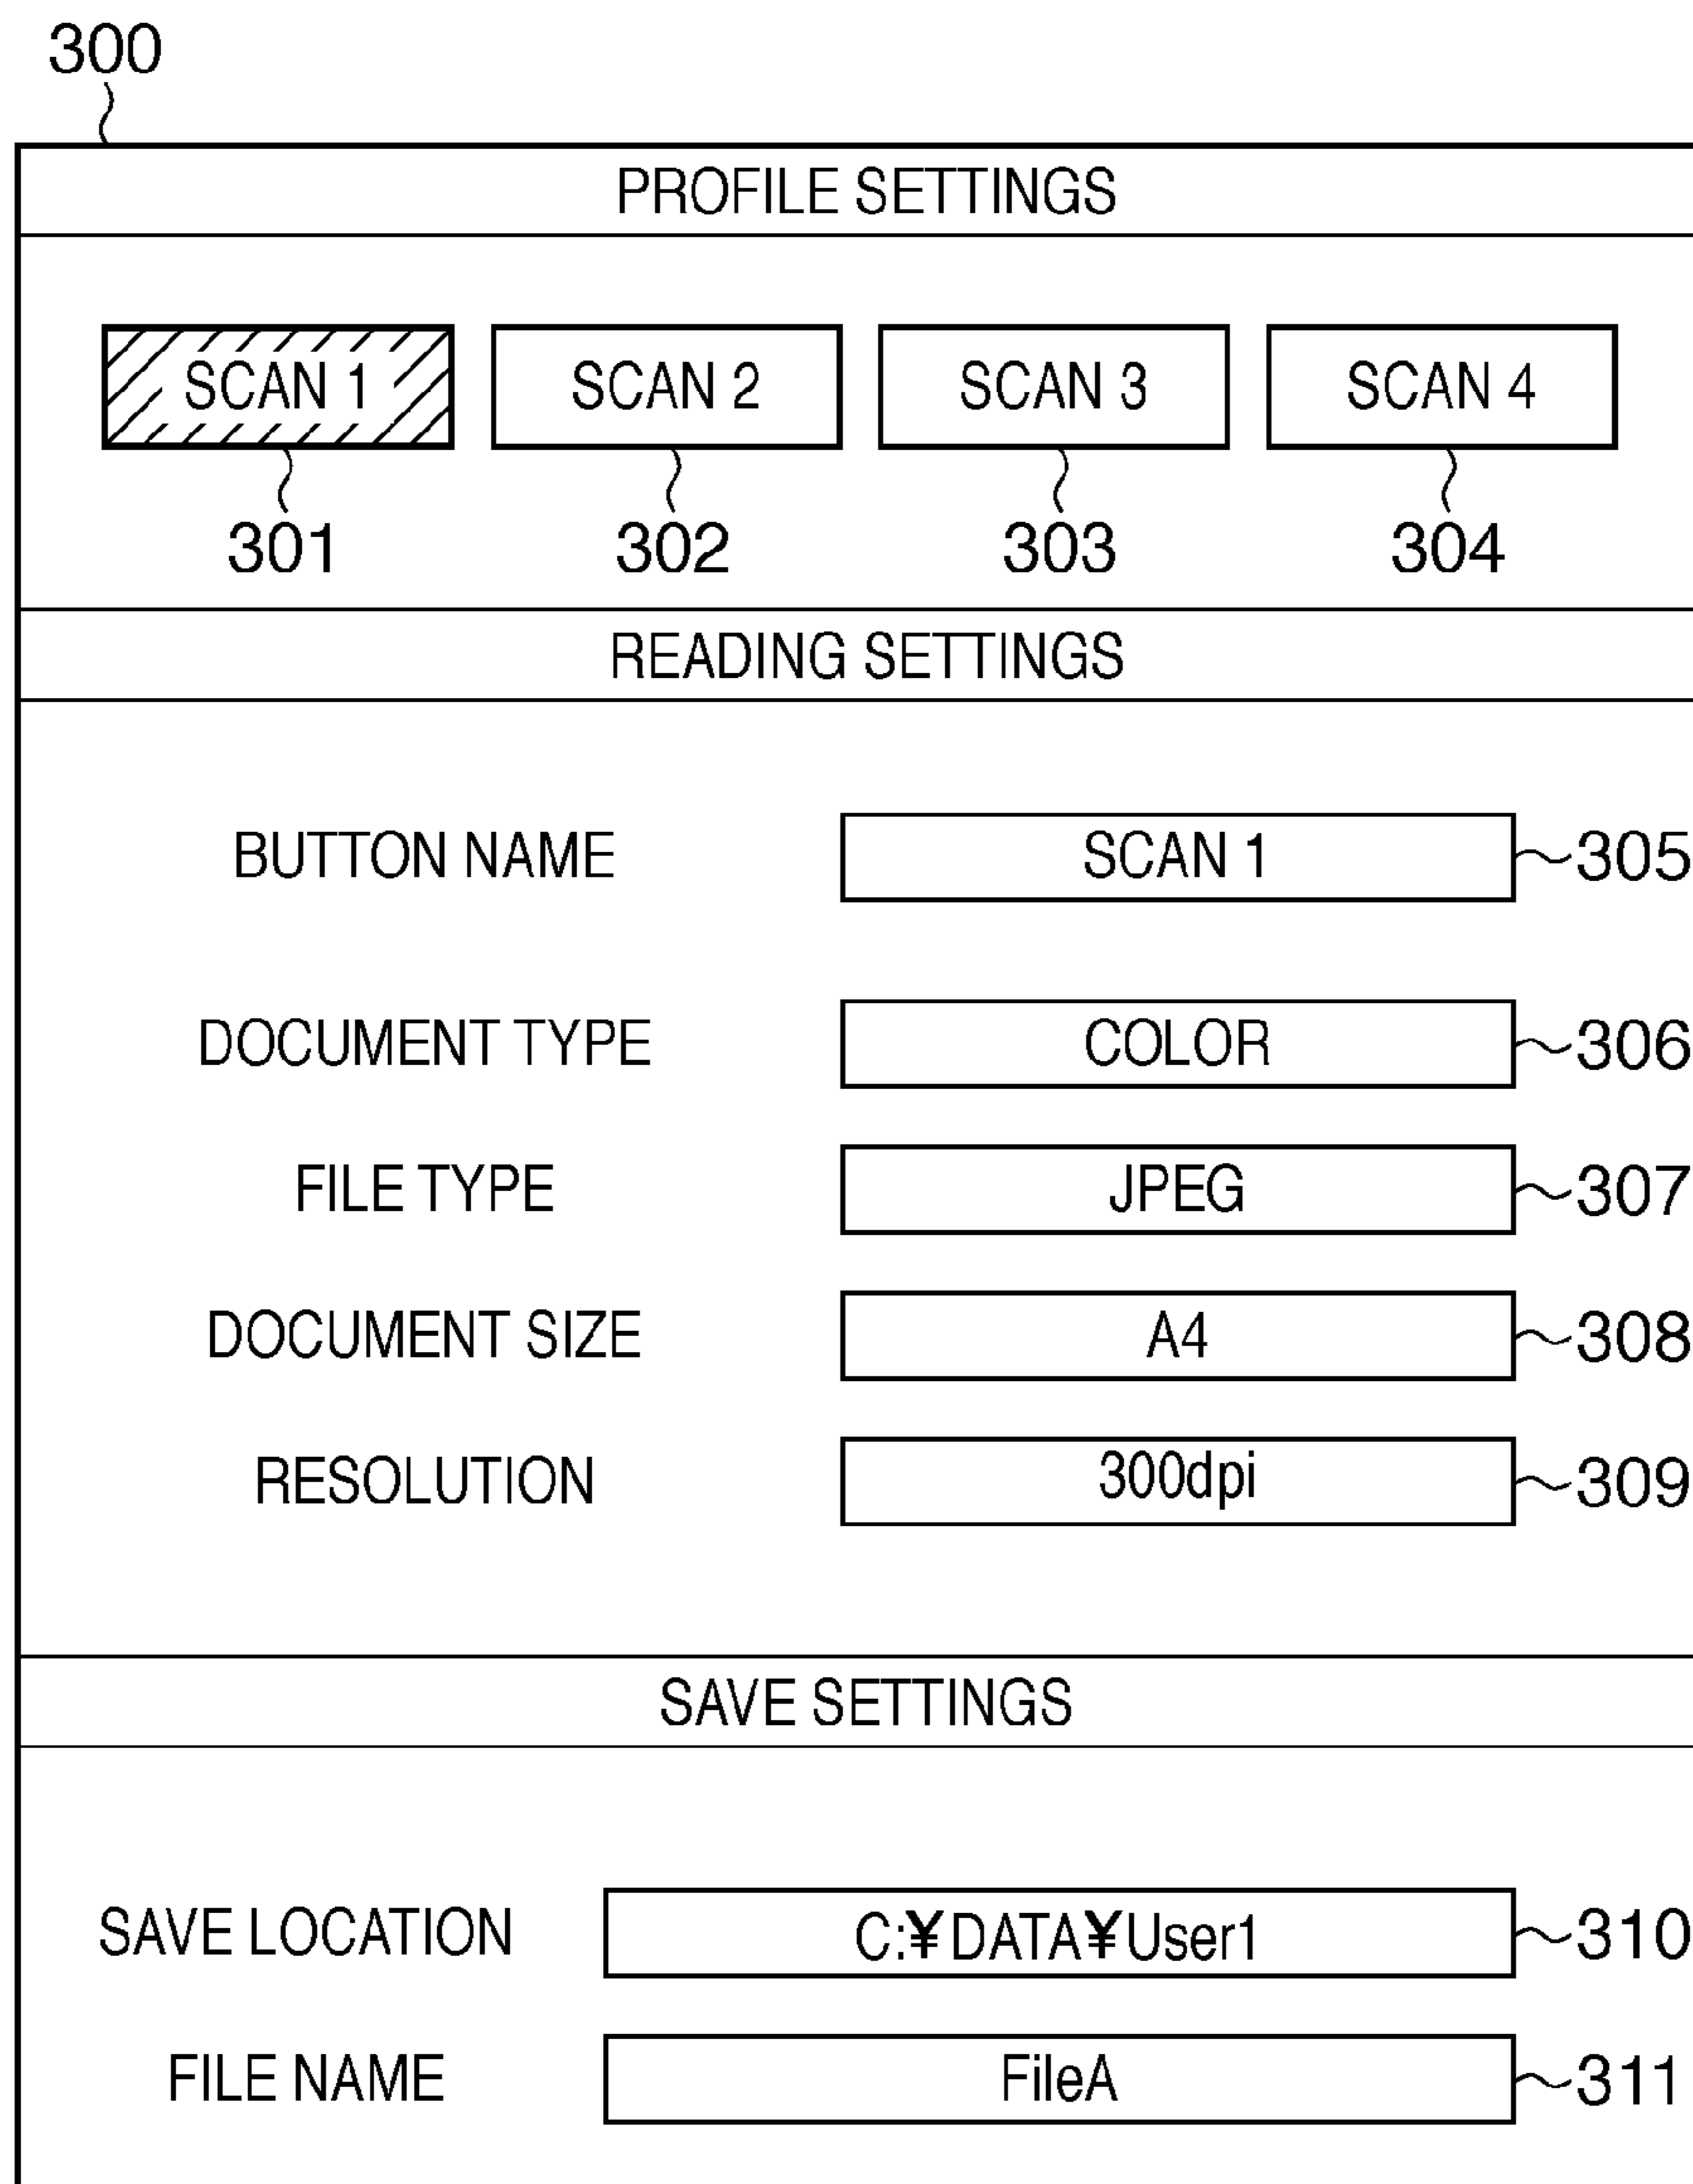 300
PROFILE SETTINGS
SCAN 1 SCAN 2 SCAN 3 SCAN 4
301 302 303 304
READING SETTINGS
BUTTON NAME SCAN 1 305
DOCUMENT TYPE COLOR 306
FILE TYPE JPEG 307
DOCUMENT SIZE A4 308
RESOLUTION 300dpi 309
SAVE SETTINGS
SAVE LOCATION C:¥DATA¥User1 310
FILE NAME FileA 311